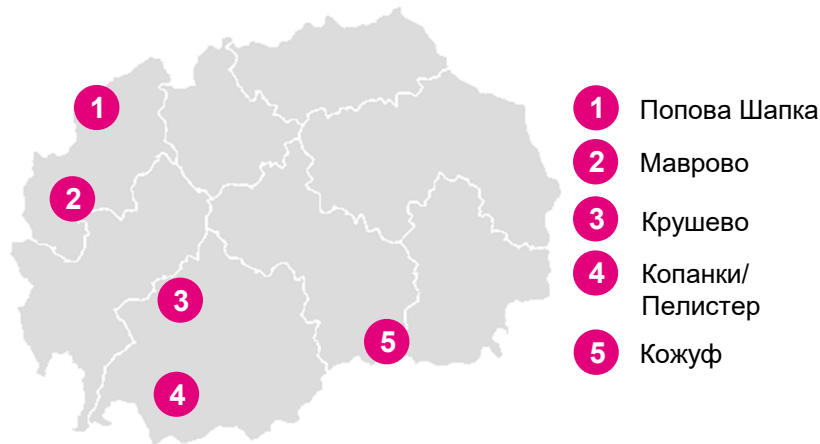 1
2
3
4
5
1 Попова Шапка
2 Маврово
3 Крушево
4 Копанки/
Пелистер
5 Кожуф